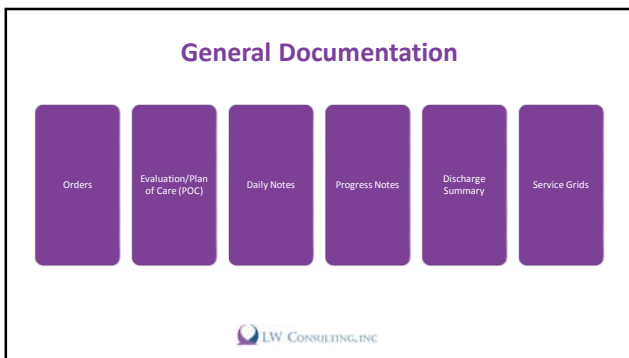 General Documentation
Orders
Evaluation/Plan
of Care (POC)
Daily Notes
Progress Notes
Discharge
Summary
Service Grids
LW CONSULTING, INC